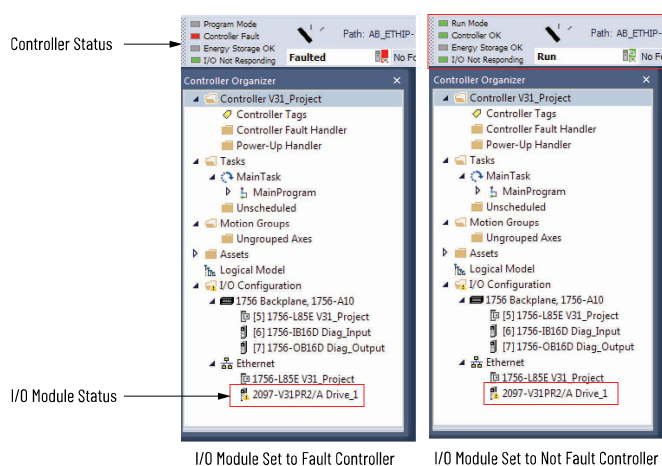 Controller Status
I/O Module Status
Program Mode
Controller Fault
Energy Storage OK
I/O Not Responding
Path: AB_ETHIP-
Faulted
No Fo
Controller Organizer
Controller V31_Project
Controller Tags
Controller Fault Handler
Power-Up Handler
Tasks
MainTask
MainProgram
Unscheduled
Motion Groups
Ungrouped Axes
Assets
Logical Model
I/O Configuration
1756 Backplane, 1756-A10
[5] 1756-L85E V31_Project
[6] 1756-IB16D Diag_Input
[7] 1756-OB16D Diag_Output
Ethernet
1756-L85E V31_Project
2097-V31PR2/A Drive_1
I/O Module Set to Fault Controller
Run Mode
Controller OK
Energy Storage OK
I/O Not Responding
Path: AB_ETHIP-
Run
No Fo
Controller Organizer
Controller V31_Project
Controller Tags
Controller Fault Handler
Power-Up Handler
Tasks
MainTask
MainProgram
Unscheduled
Motion Groups
Ungrouped Axes
Assets
Logical Model
I/O Configuration
1756 Backplane, 1756-A10
[5] 1756-L85E V31_Project
[6] 1756-IB16D Diag_Input
[7] 1756-OB16D Diag_Output
Ethernet
1756-L85E V31_Project
2097-V31PR2/A Drive_1
I/O Module Set to Not Fault Controller